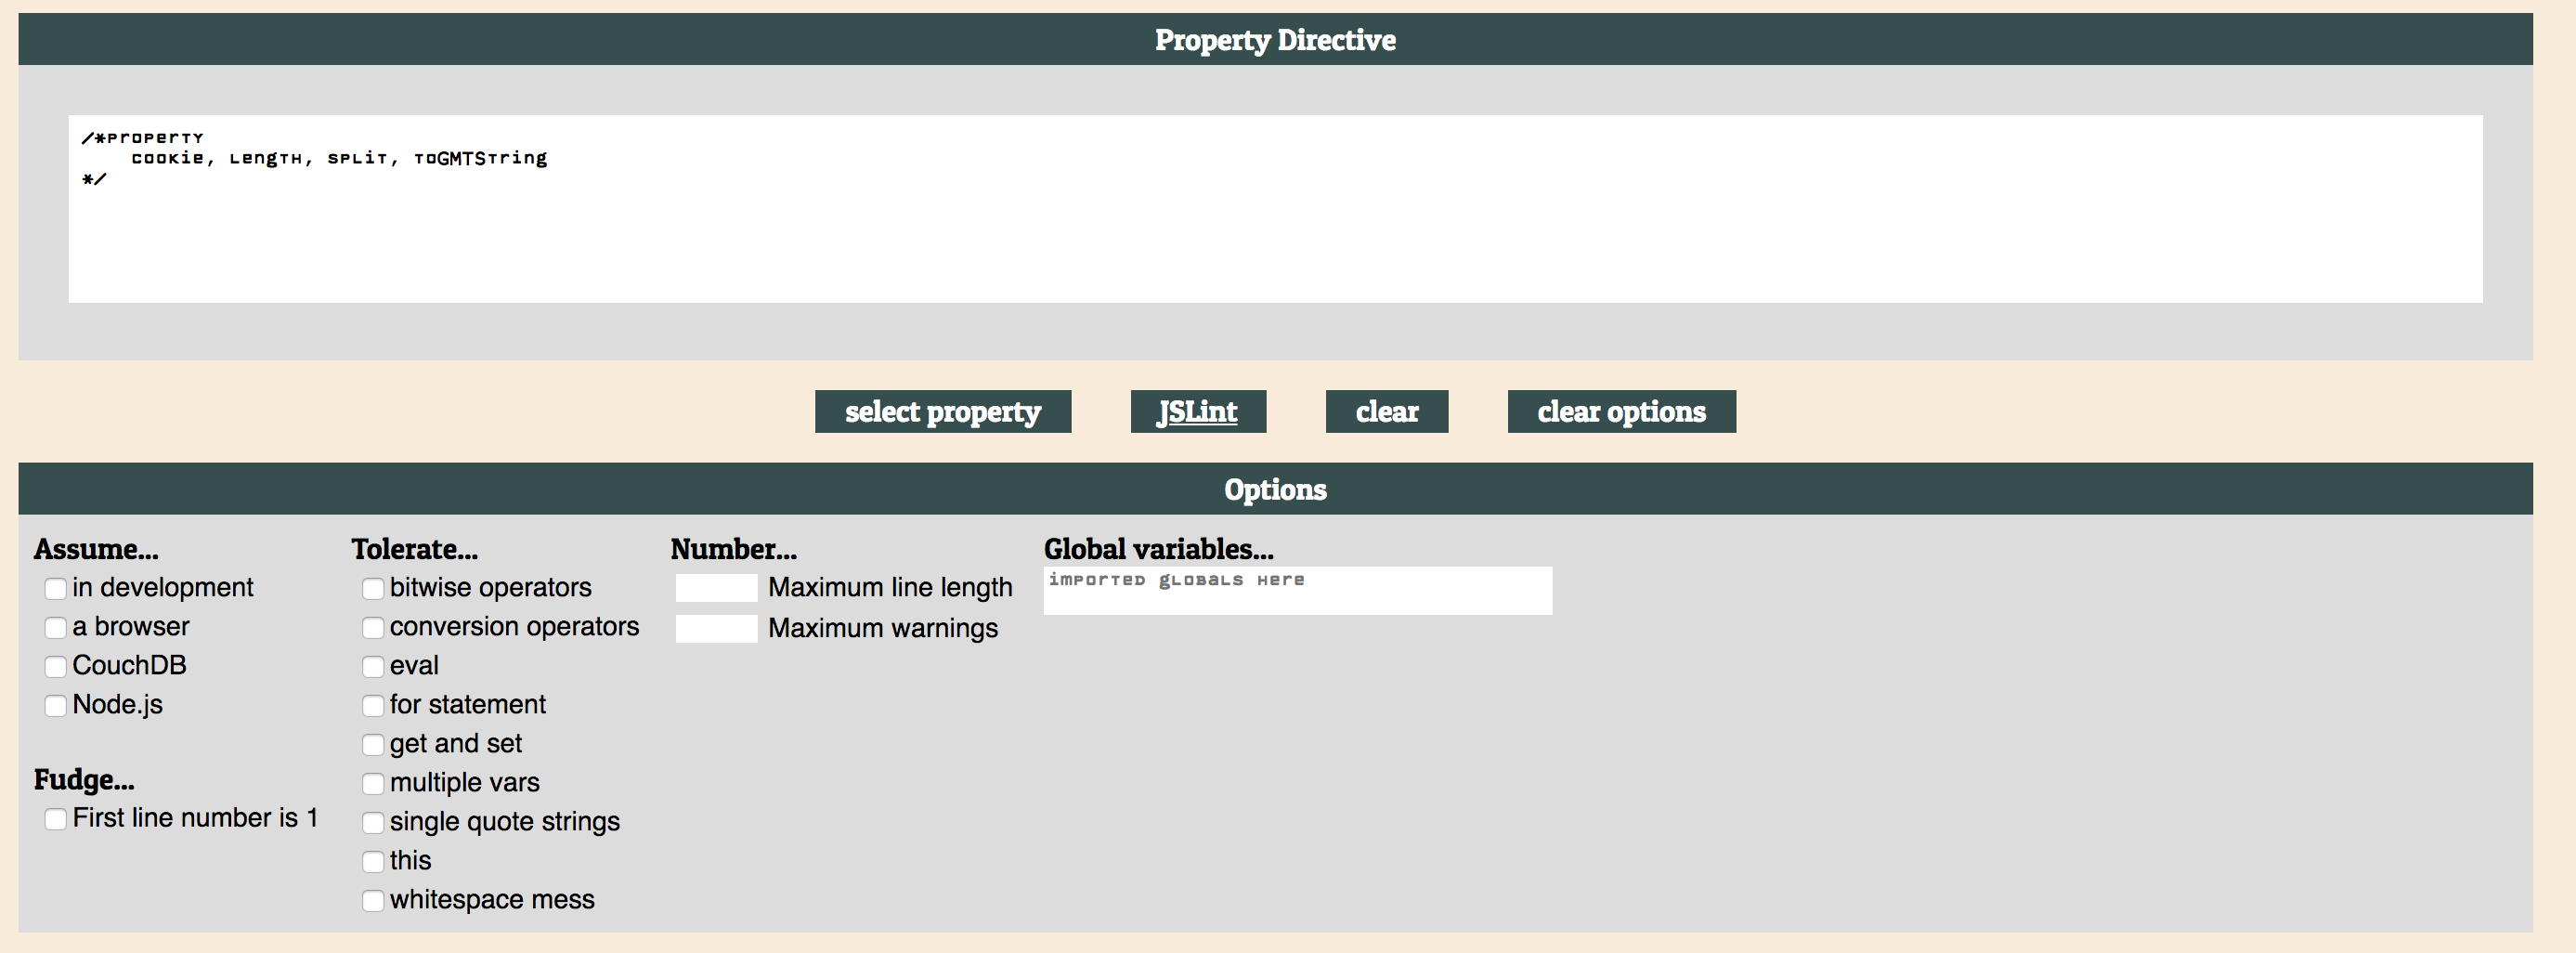 Property Directive
/*property
cookie, length, split, toGMTString
*/
select property
JSLint
clear
clear options
Options
Assume...
in development
a browser
CouchDB
Node.js
Fudge...
First line number is 1
Tolerate...
bitwise operators
conversion operators
eval
for statement
get and set
multiple vars
single quote strings
this
whitespace mess
Number...
Maximum line length
Maximum warnings
Global variables...
imported globals here